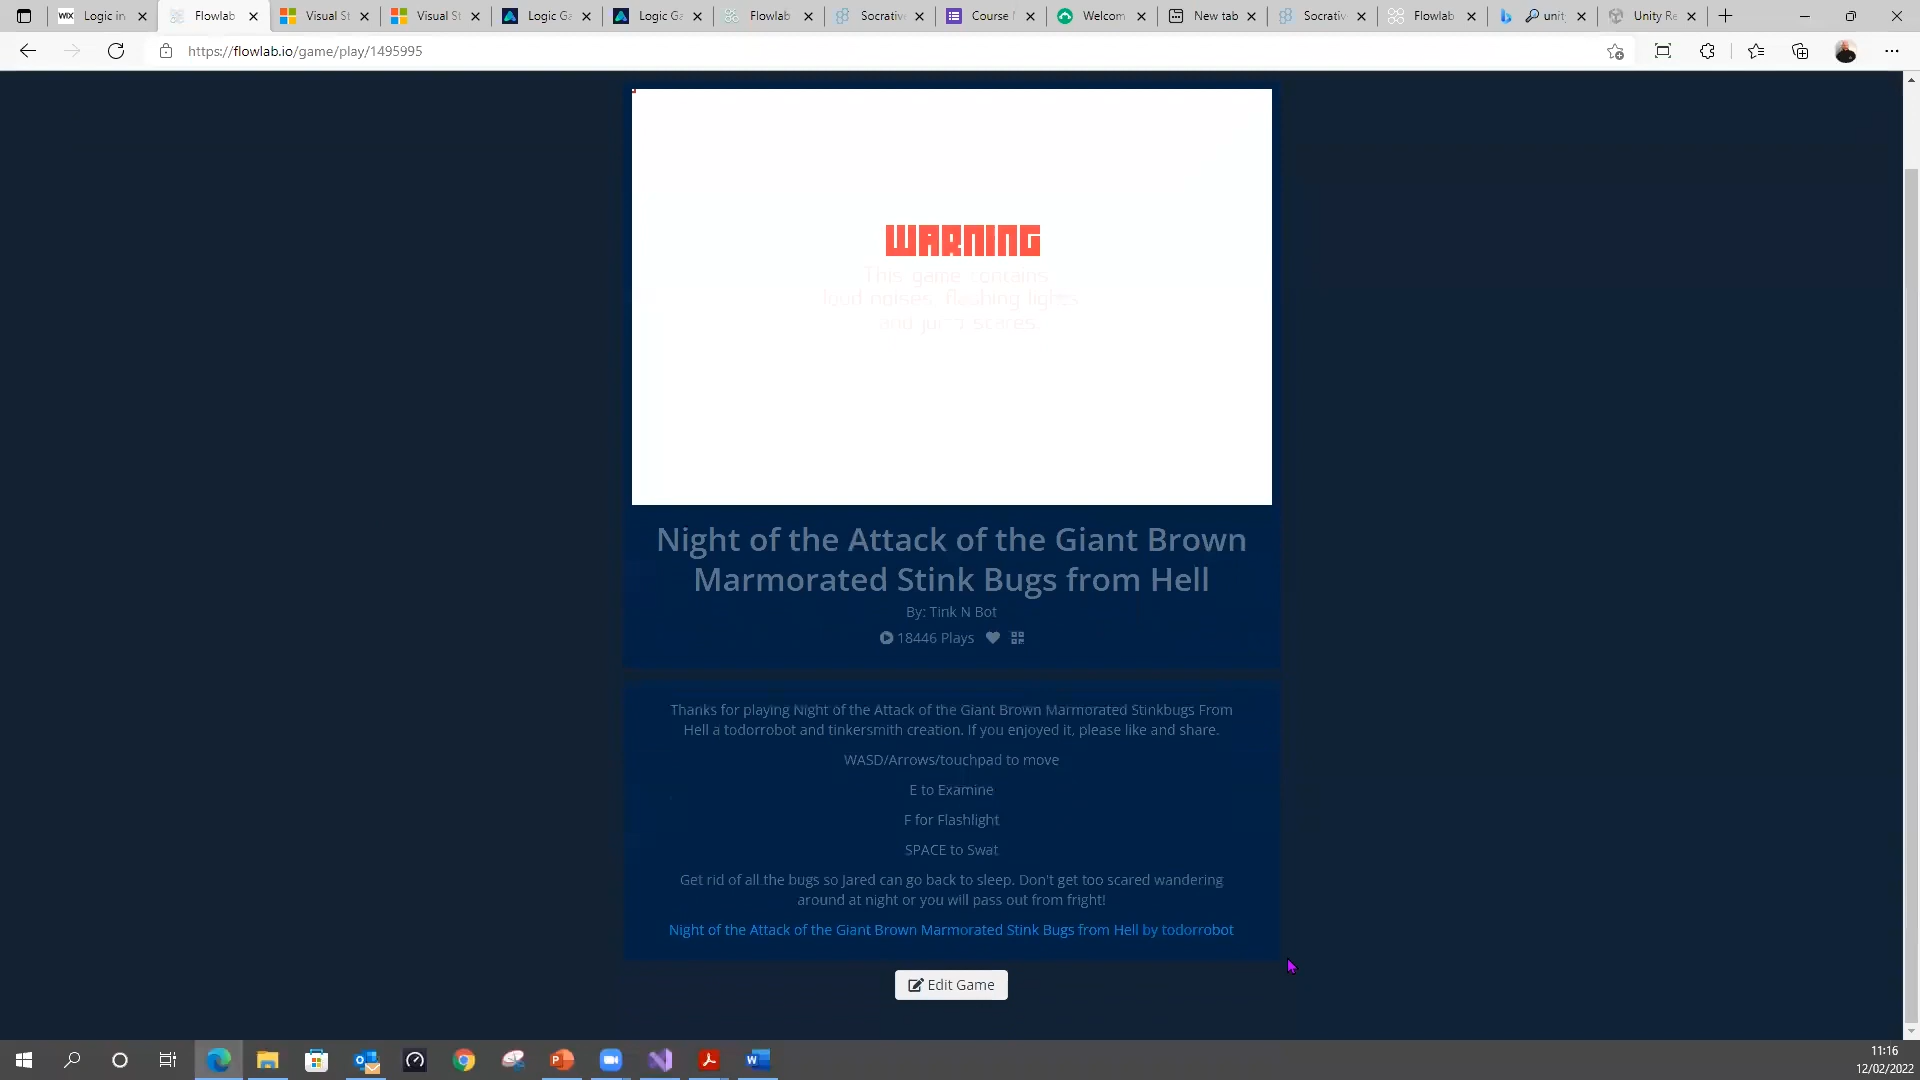 Logic in
Flowlab
Visual St
Visual St
Logic Ga
Logic Ga
Flowlab
Socrative
Course
Welcom
New tab
Socrativ
Flowlab
unit
Unity Re
https://flowlab.io/game/play/1495995
WARNING
This game contains
loud noises, flashing lights
and jump scares.
Night of the Attack of the Giant Brown
Marmorated Stink Bugs from Hell
By: Tink N Bot
18446 Plays
Thanks for playing Night of the Attack of the Giant Brown Marmorated Stinkbugs From
Hell a todorrobot and tinkersmith creation. If you enjoyed it, please like and share.
WASD/Arrows/touchpad to move
E to Examine
F for Flashlight
SPACE to Swat
Get rid of all the bugs so Jared can go back to sleep. Don't get too scared wandering
around at night or you will pass out from fright!
Night of the Attack of the Giant Brown Marmorated Stink Bugs from Hell by todorrobot
Edit Game
11:16
12/02/2022